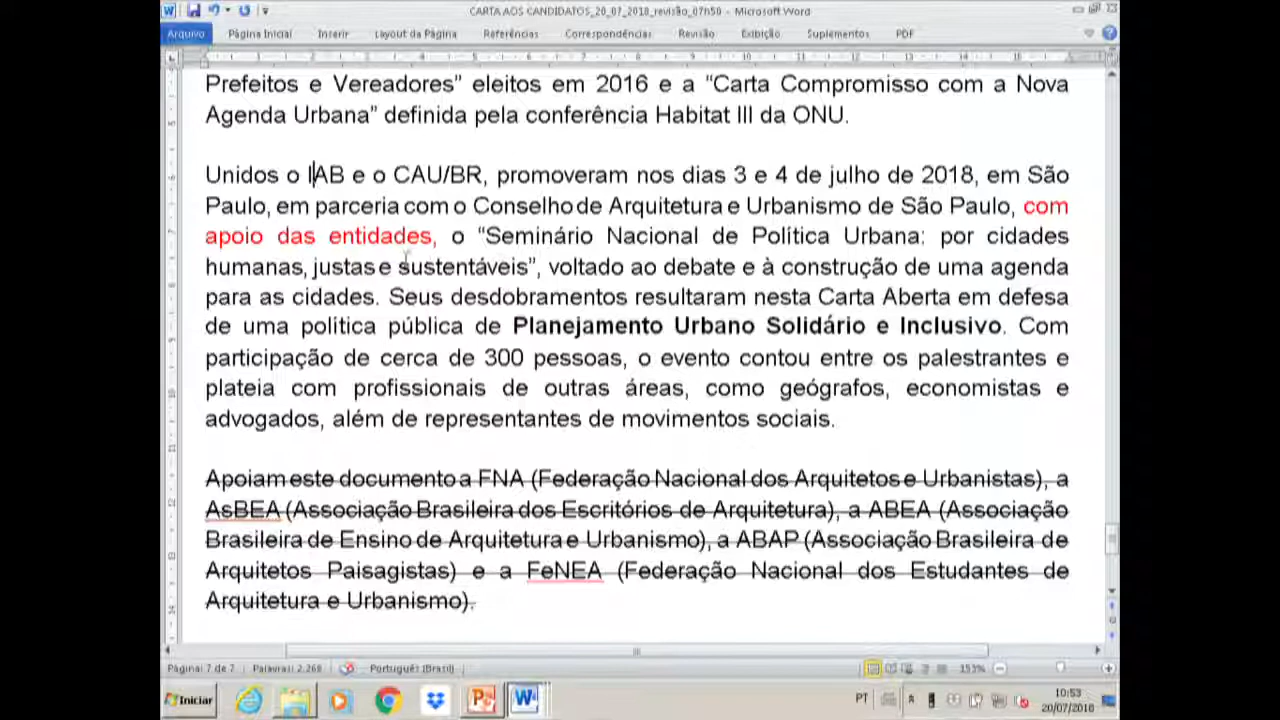 CARTA AOS CANDIDATOS_20_07_2018_revisão_07h50 - Microsoft Word
Arquivo Página Inicial Inserir Layout da Página Referências Correspondências Revisão Exibição Suplementos PDF
Prefeitos e Vereadores” eleitos em 2016 e a “Carta Compromisso com a Nova
Agenda Urbana” definida pela conferência Habitat III da ONU.
Unidos o IAB e o CAU/BR, promoveram nos dias 3 e 4 de julho de 2018, em São
Paulo, em parceria com o Conselho de Arquitetura e Urbanismo de São Paulo, com
apoio das entidades, o “Seminário Nacional de Política Urbana: por cidades
humanas, justas e sustentáveis”, voltado ao debate e à construção de uma agenda
para as cidades. Seus desdobramentos resultaram nesta Carta Aberta em defesa
de uma política pública de Planejamento Urbano Solidário e Inclusivo. Com
participação de cerca de 300 pessoas, o evento contou entre os palestrantes e
plateia com profissionais de outras áreas, como geógrafos, economistas e
advogados, além de representantes de movimentos sociais.
Apoiam este documento a FNA (Federação Nacional dos Arquitetos e Urbanistas), a
AsBEA (Associação Brasileira dos Escritórios de Arquitetura), a ABEA (Associação
Brasileira de Ensino de Arquitetura e Urbanismo), a ABAP (Associação Brasileira de
Arquitetos Paisagistas) e a FeNEA (Federação Nacional dos Estudantes de
Arquitetura e Urbanismo).
Página: 7 de 7 Palavras: 2.268 Português (Brasil) 153%
Iniciar PT 10:53
20/07/2018